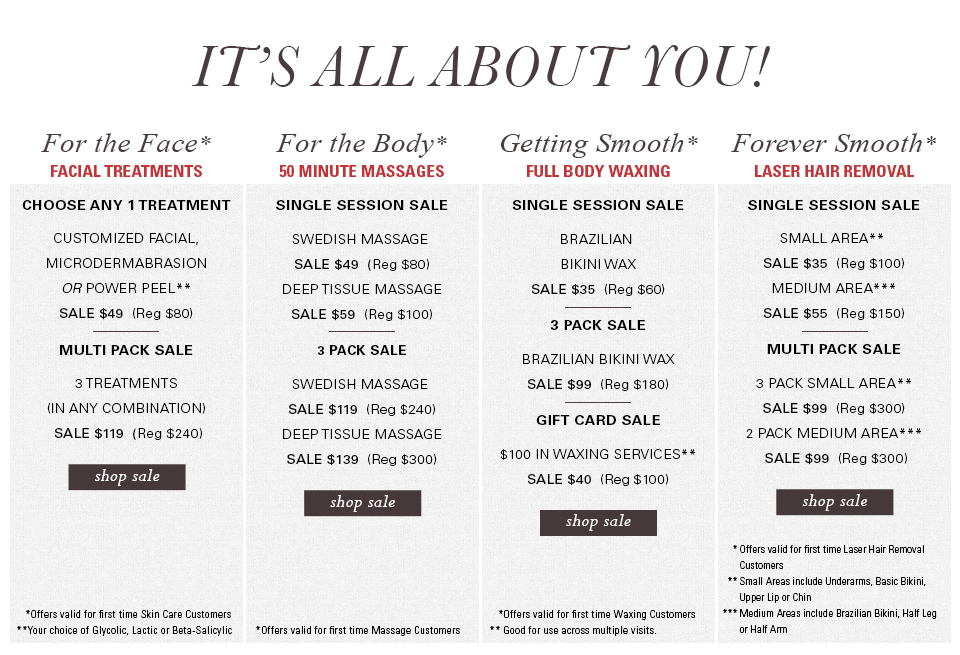 IT'S ALL ABOUT YOU!
For the Face*
FACIAL TREATMENTS
CHOOSE ANY 1 TREATMENT
CUSTOMIZED FACIAL,
MICRODERMABRASION
OR POWER PEEL**
SALE $49 (Reg $80)
MULTI PACK SALE
3 TREATMENTS
(IN ANY COMBINATION)
SALE $119 (Reg $240)
shop sale
*Offers valid for first time Skin Care Customers
**Your choice of Glycolic, Lactic or Beta-Salicylic
For the Body*
50 MINUTE MASSAGES
SINGLE SESSION SALE
SWEDISH MASSAGE
SALE $49 (Reg $80)
DEEP TISSUE MASSAGE
SALE $59 (Reg $100)
3 PACK SALE
SWEDISH MASSAGE
SALE $119 (Reg $240)
DEEP TISSUE MASSAGE
SALE $139 (Reg $300)
shop sale
*Offers valid for first time Massage Customers
Getting Smooth*
FULL BODY WAXING
SINGLE SESSION SALE
BRAZILIAN
BIKINI WAX
SALE $35 (Reg $60)
3 PACK SALE
BRAZILIAN BIKINI WAX
SALE $99 (Reg $180)
GIFT CARD SALE
$100 IN WAXING SERVICES**
SALE $40 (Reg $100)
shop sale
*Offers valid for first time Waxing Customers
** Good for use across multiple visits.
Forever Smooth*
LASER HAIR REMOVAL
SINGLE SESSION SALE
SMALL AREA**
SALE $35 (Reg $100)
MEDIUM AREA***
SALE $55 (Reg $150)
MULTI PACK SALE
3 PACK SMALL AREA**
SALE $99 (Reg $300)
2 PACK MEDIUM AREA***
SALE $99 (Reg $300)
shop sale
* Offers valid for first time Laser Hair Removal
Customers
** Small Areas include Underarms, Basic Bikini,
Upper Lip or Chin
*** Medium Areas include Brazilian Bikini, Half Leg
or Half Arm